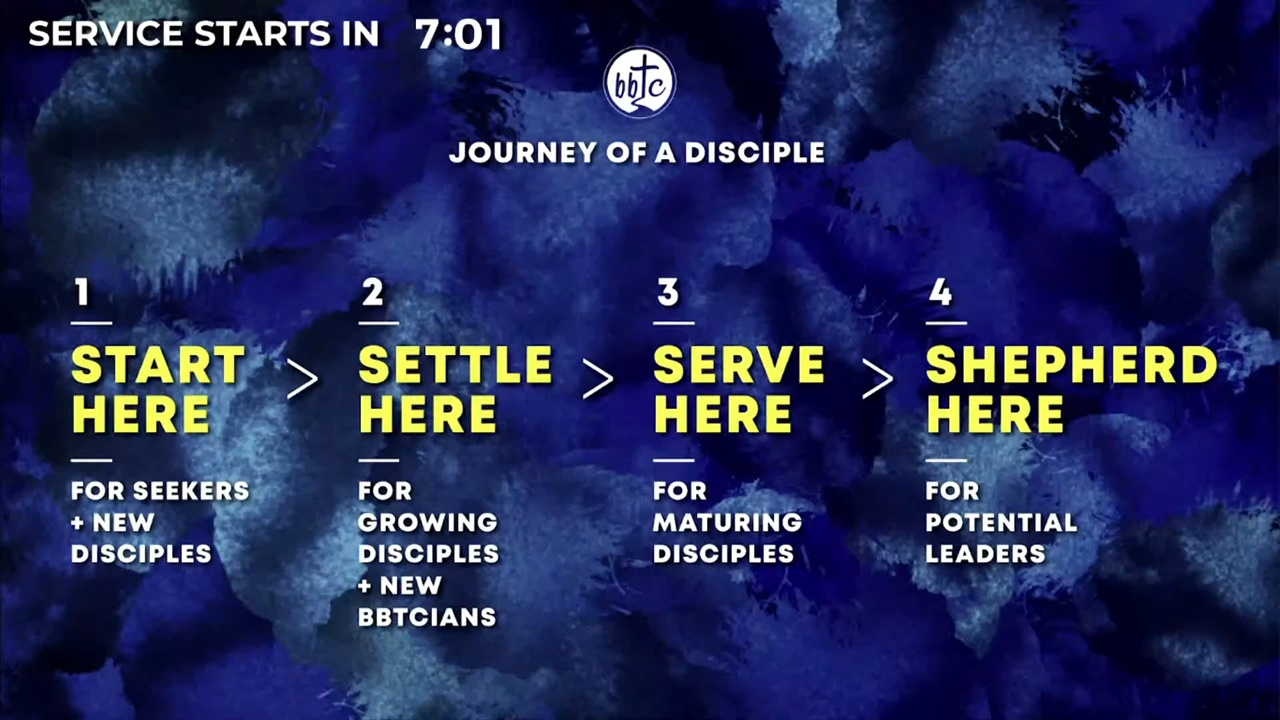 SERVICE STARTS IN 7:01
bbtc
JOURNEY OF A DISCIPLE
1
START
HERE
FOR SEEKERS
+ NEW
DISCIPLES
>
2
SETTLE
HERE
FOR
GROWING
DISCIPLES
+ NEW
BBTCIANS
>
3
SERVE
HERE
FOR
MATURING
DISCIPLES
>
4
SHEPHERD
HERE
FOR
POTENTIAL
LEADERS